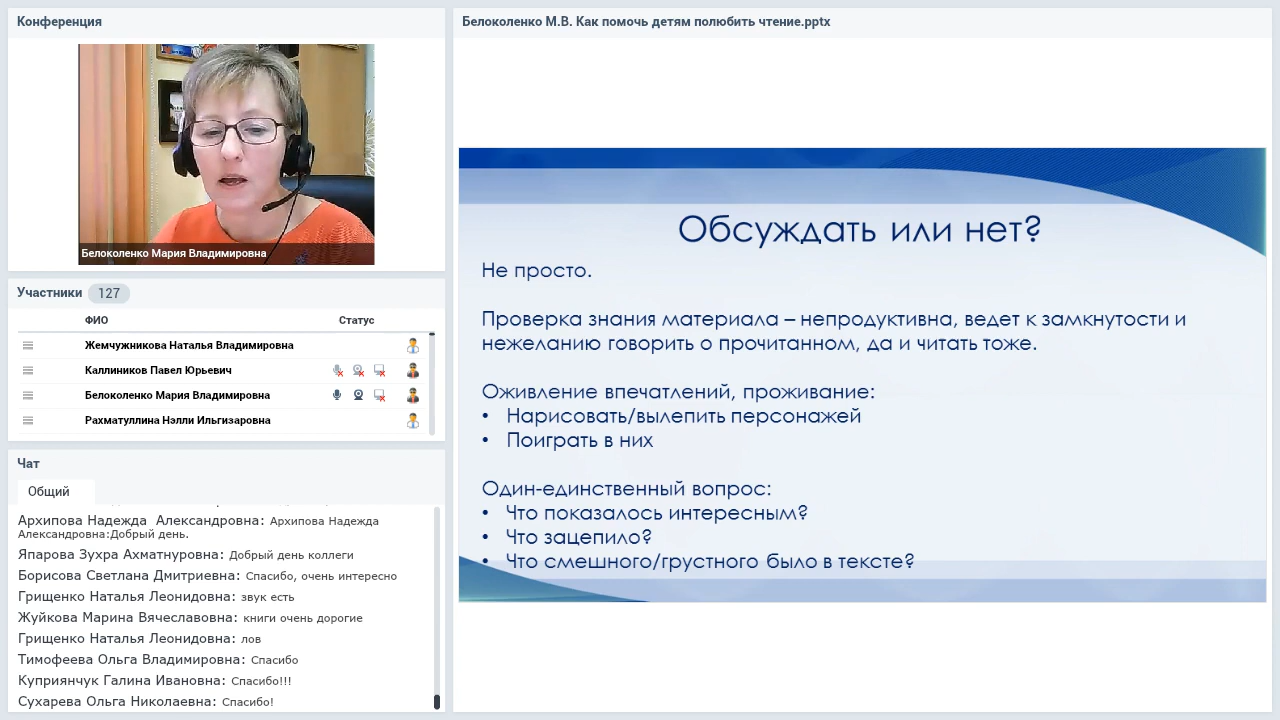 Конференция
Белоколенко Мария Владимировна
Участники 127
ФИО Статус
Жемчужникова Наталья Владимировна
Каллиников Павел Юрьевич
Белоколенко Мария Владимировна
Рахматуллина Нэлли Ильгизаровна
Чат
Общий
Архипова Надежда Александровна: Архипова Надежда
Александровна:Добрый день.
Япарова Зухра Ахматнуровна: Добрый день коллеги
Борисова Светлана Дмитриевна: Спасибо, очень интересно
Грищенко Наталья Леонидовна: звук есть
Жуйкова Марина Вячеславовна: книги очень дорогие
Грищенко Наталья Леонидовна: лов
Тимофеева Ольга Владимировна: Спасибо
Куприянчук Галина Ивановна: Спасибо!!!
Сухарева Ольга Николаевна: Спасибо!
Белоколенко М.В. Как помочь детям полюбить чтение.pptx
Обсуждать или нет?
Не просто.
Проверка знания материала – непродуктивна, ведет к замкнутости и
нежеланию говорить о прочитанном, да и читать тоже.
Оживление впечатлений, проживание:
• Нарисовать/вылепить персонажей
• Поиграть в них
Один-единственный вопрос:
• Что показалось интересным?
• Что зацепило?
• Что смешного/грустного было в тексте?